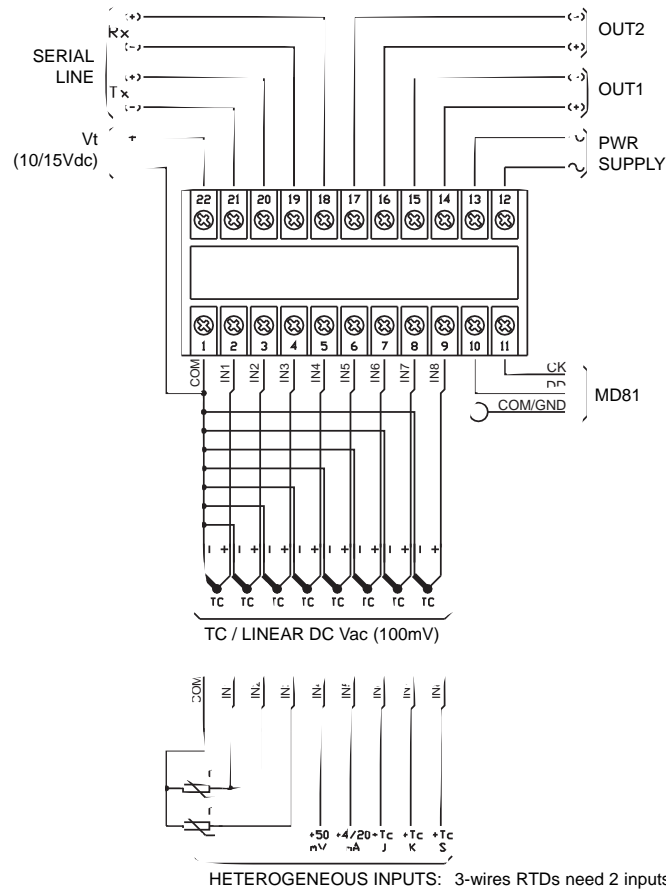 (+)
Rx
(-)
SERIAL
LINE
(+)
Tx
(-)
Vt
(10/15Vdc)
+
(-)
OUT2
(+)
(-)
OUT1
(+)
PWR
SUPPLY
22 21 20 19 18 17 16 15 14 13 12
1 2 3 4 5 6 7 8 9 10 11
COM IN1 IN2 IN3 IN4 IN5 IN6 IN7 IN8
CK
COM/GND
MD81
- + - + - + - + - + - + - + - +
TC TC TC TC TC TC TC TC
TC / LINEAR DC Vac (100mV)
COM
+50 +4/20 +Tc +Tc +Tc
mV mA J K S
HETEROGENEOUS INPUTS: 3-wires RTDs need 2 inputs